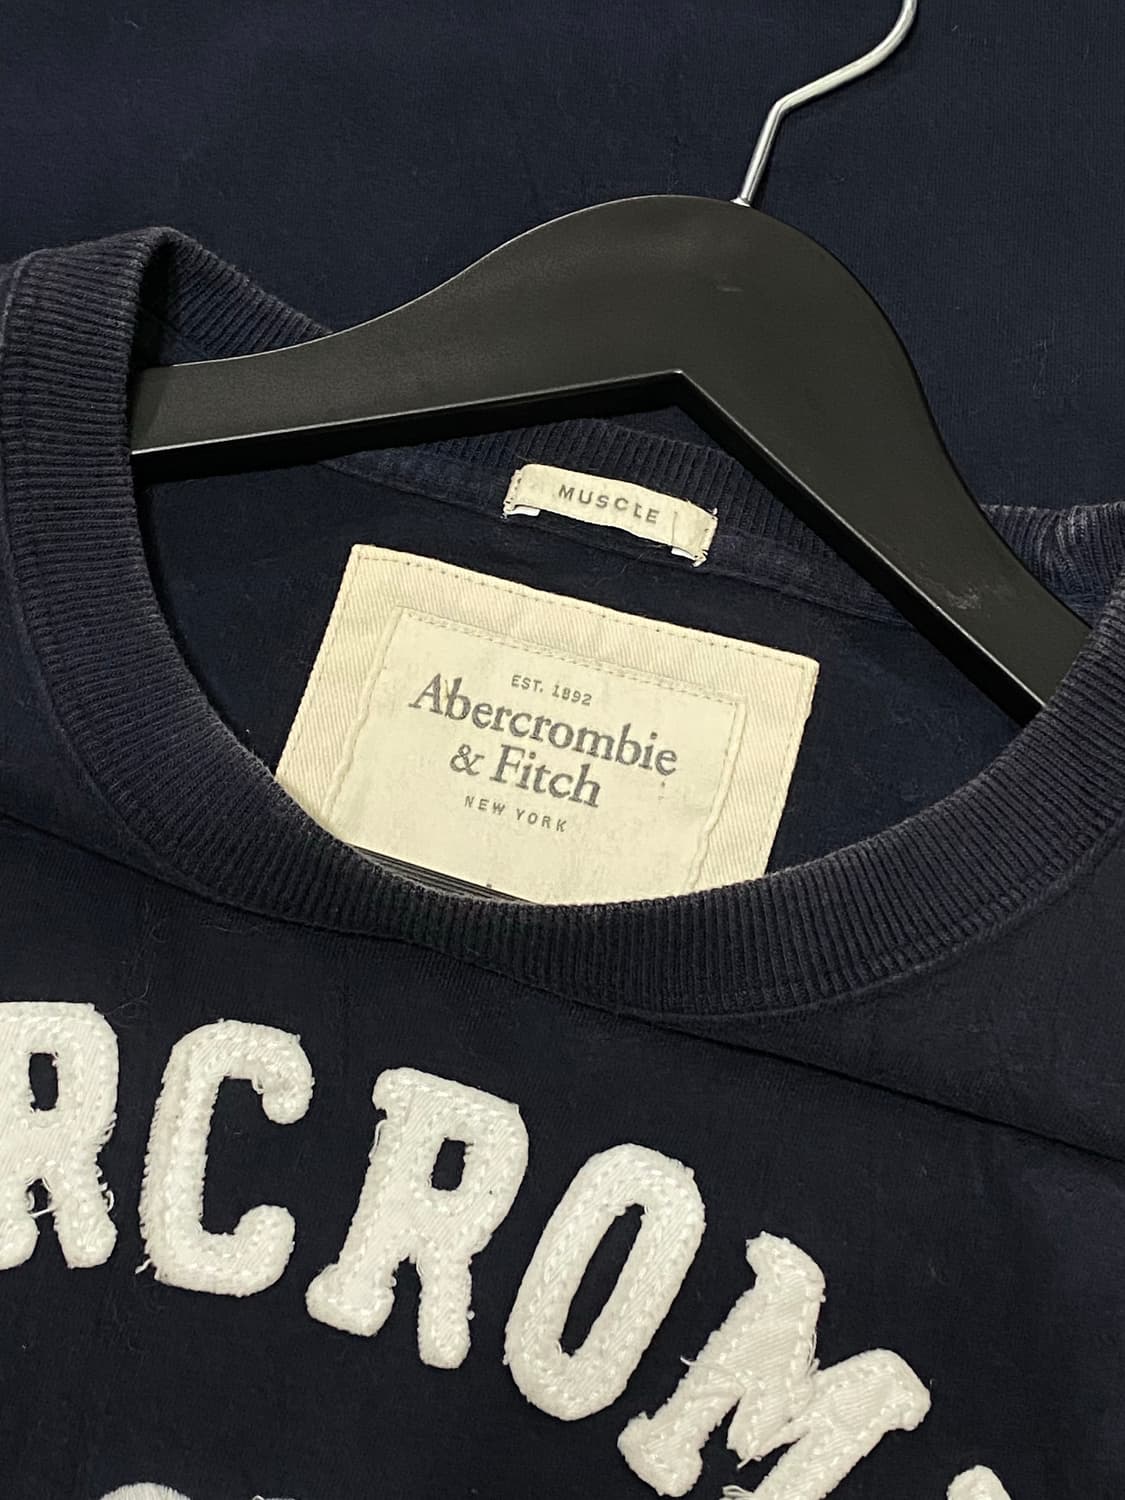 MUSCLE
EST. 1892
Abercrombie
& Fitch
NEW YORK
RCROM